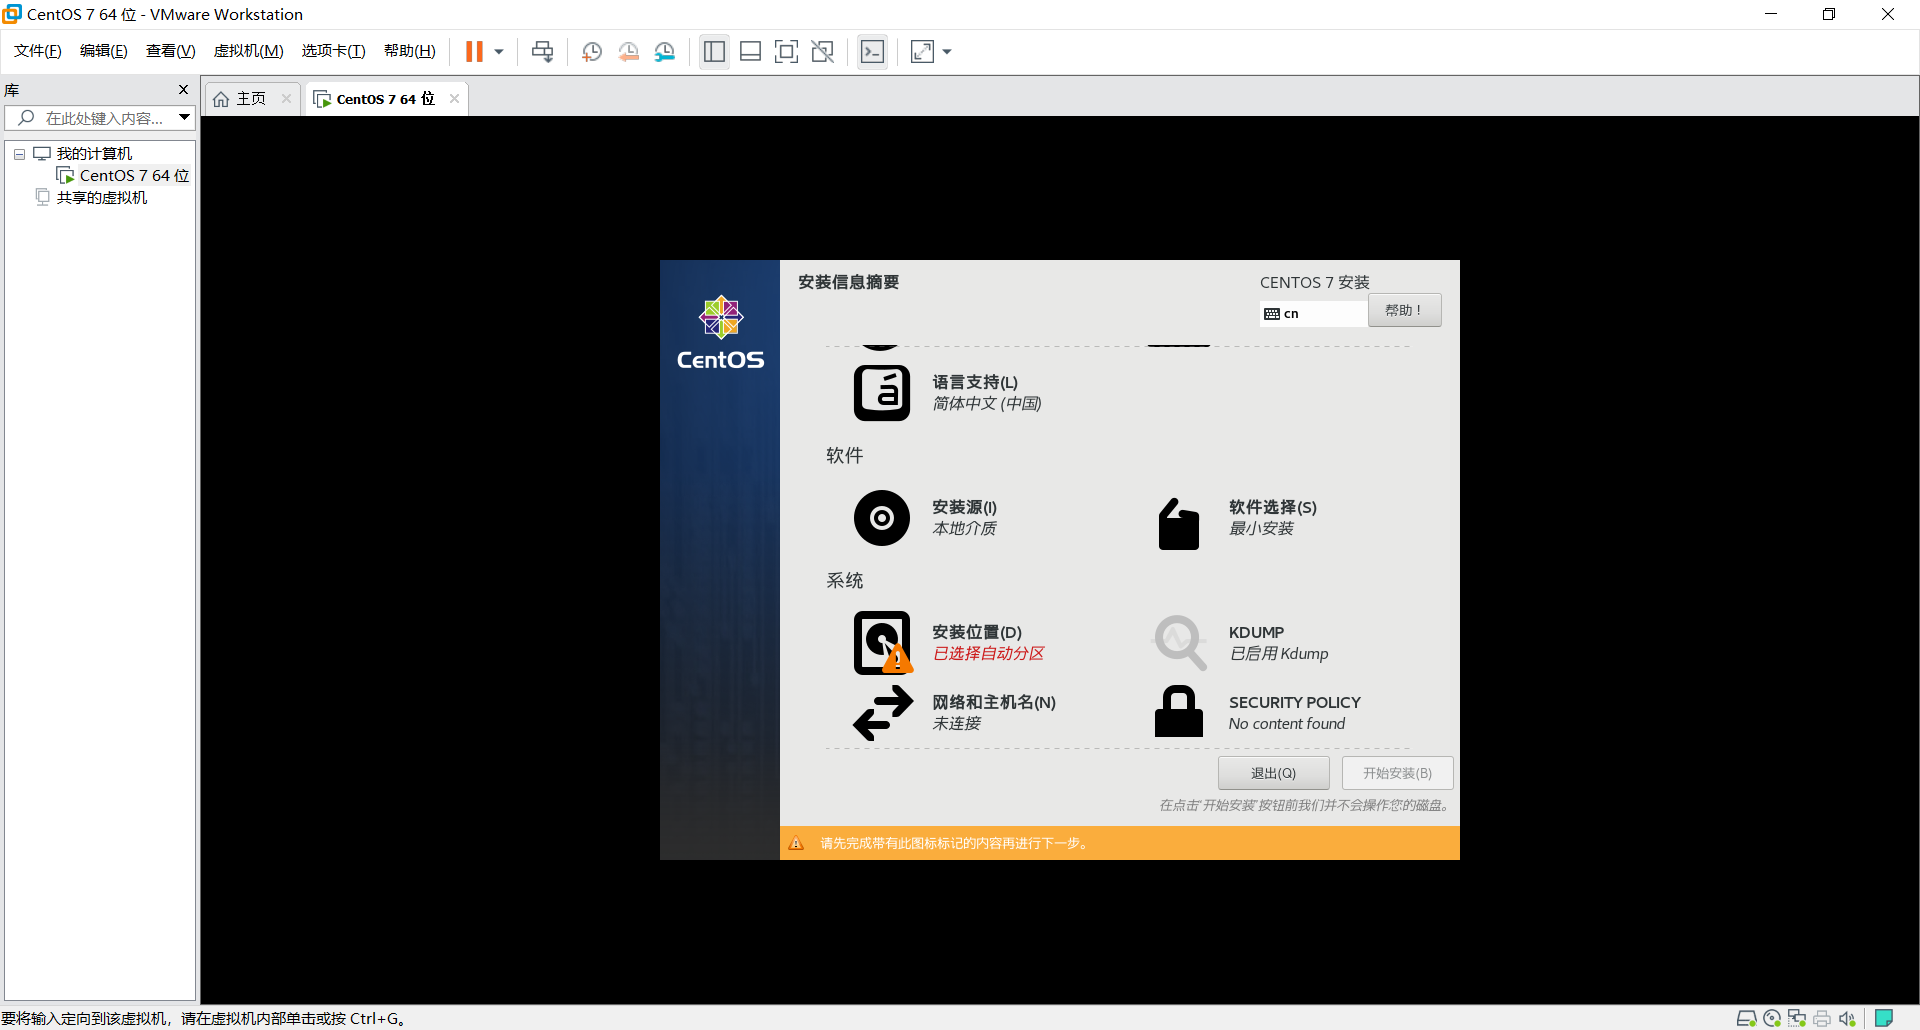 CentOS 7 64 位 - VMware Workstation
文件(F) 编辑(E) 查看(V) 虚拟机(M) 选项卡(T) 帮助(H)
库
在此处键入内容...
我的计算机
CentOS 7 64 位
共享的虚拟机
主页
CentOS 7 64 位
CentOS
安装信息摘要
CENTOS 7 安装
cn
帮助！
语言支持(L)
简体中文 (中国)
软件
安装源(I)
本地介质
软件选择(S)
最小安装
系统
安装位置(D)
已选择自动分区
KDUMP
已启用 Kdump
网络和主机名(N)
未连接
SECURITY POLICY
No content found
退出(Q)
开始安装(B)
在点击'开始安装'按钮前我们并不会操作您的磁盘。
请先完成带有此图标标记的内容再进行下一步。
要将输入定向到该虚拟机，请在虚拟机内部单击或按 Ctrl+G。